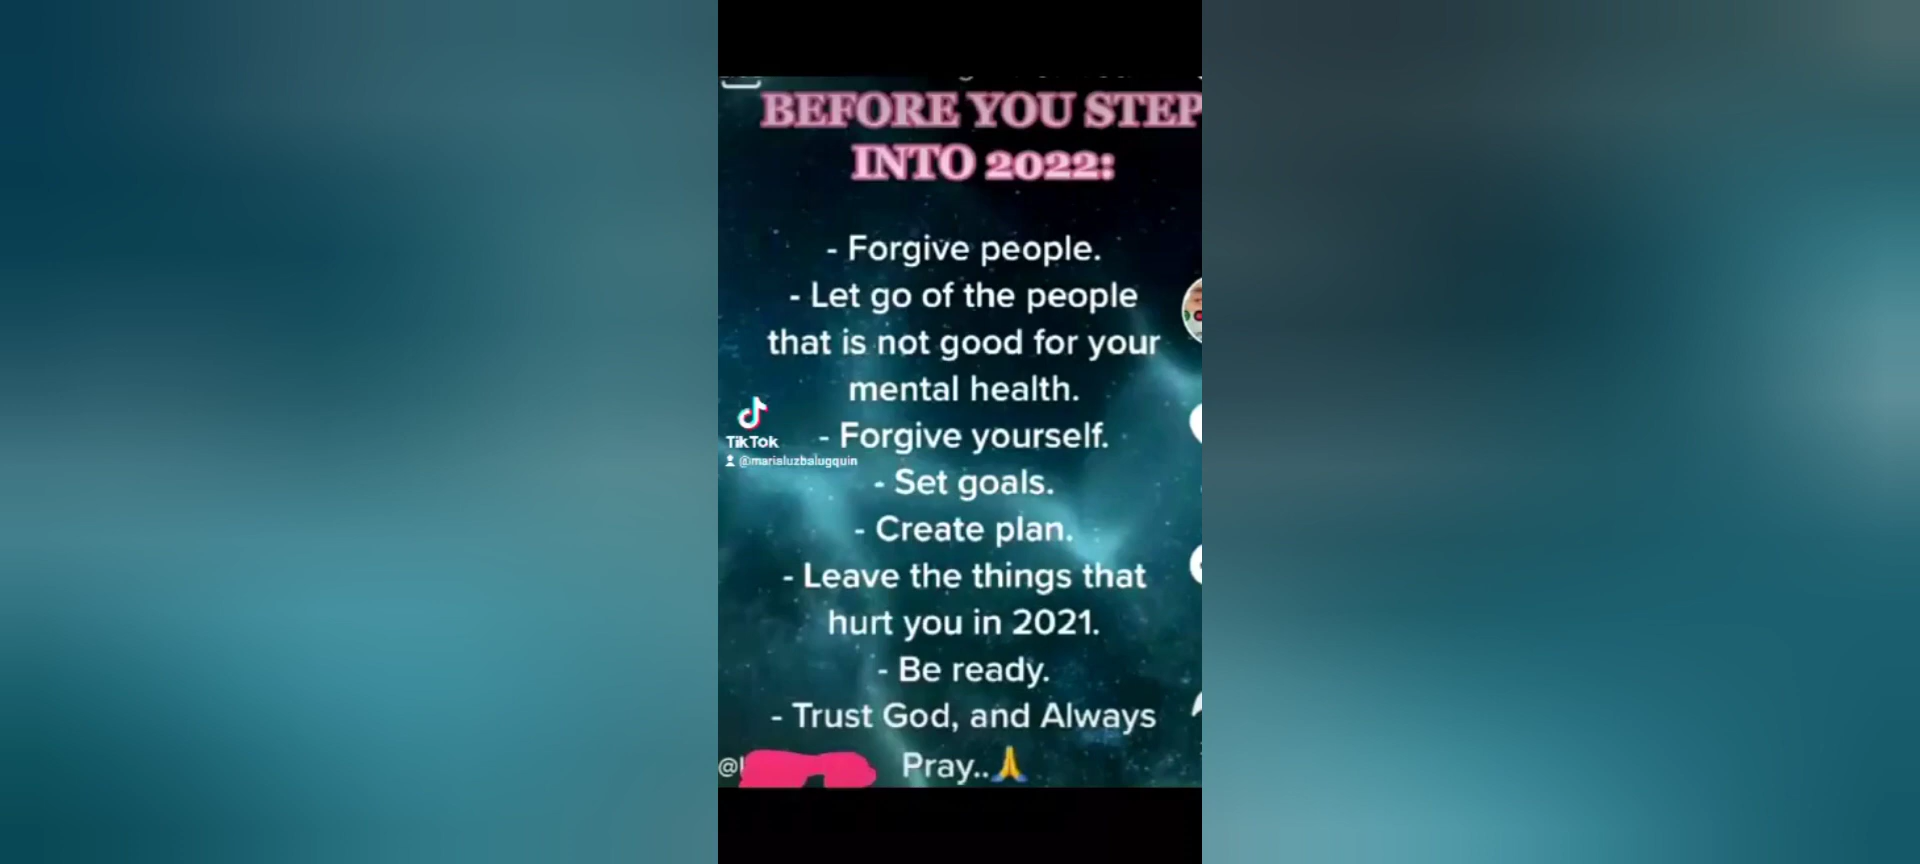 BEFORE YOU STEP
INTO 2022:
- Forgive people.
- Let go of the people
that is not good for your
mental health.
TikTok
- Forgive yourself.
@marisluzbalugquin
- Set goals.
- Create plan.
- Leave the things that
hurt you in 2021.
- Be ready.
- Trust God, and Always
Pray..🙏